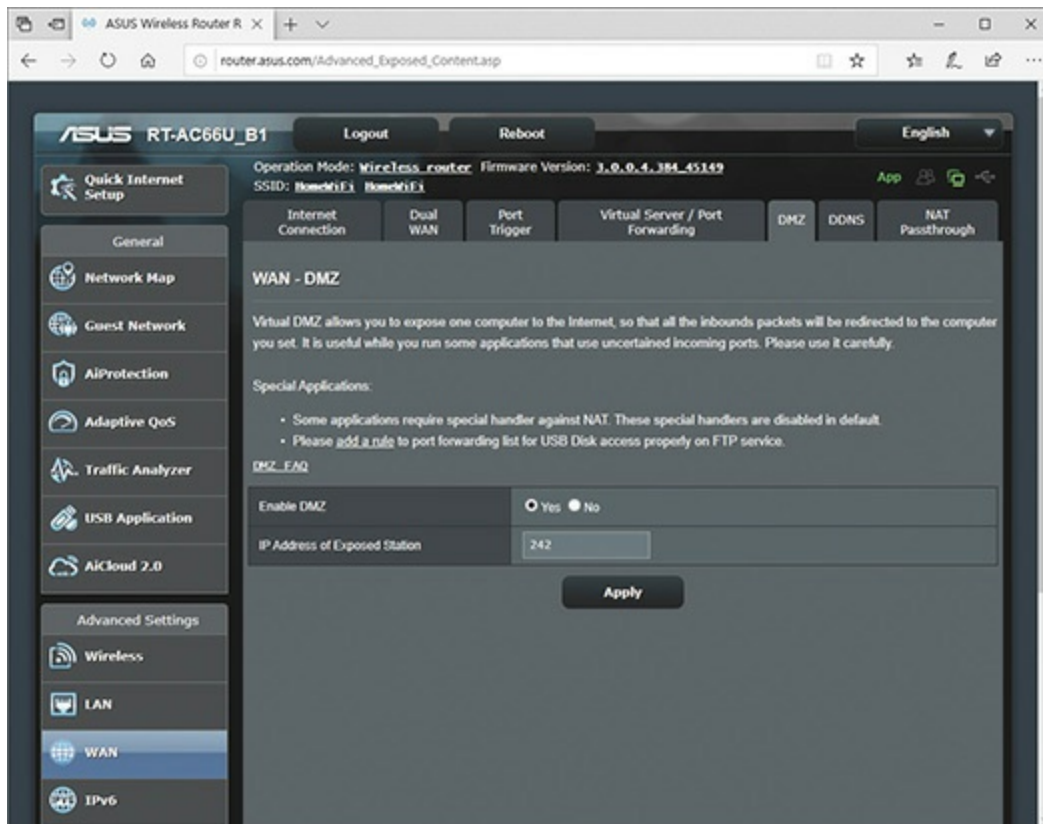 ASUS Wireless Router R
router.asus.com/Advanced_Exposed_Content.asp
ASUS RT-AC66U_B1
Logout
Reboot
English
Quick Internet
Setup
Operation Mode: Wireless router Firmware Version: 3.0.0.4.384_45149
SSID: HomeWiFi HomeWiFi
App
Internet
Connection
Dual
WAN
Port
Trigger
Virtual Server / Port
Forwarding
DMZ
DDNS
NAT
Passthrough
General
Network Map
Guest Network
AiProtection
Adaptive QoS
Traffic Analyzer
USB Application
AiCloud 2.0
Advanced Settings
Wireless
LAN
WAN
IPv6
WAN - DMZ
Virtual DMZ allows you to expose one computer to the Internet, so that all the inbounds packets will be redirected to the computer
you set. It is useful while you run some applications that use uncertained incoming ports. Please use it carefully.
Special Applications:
• Some applications require special handler against NAT. These special handlers are disabled in default.
• Please add a rule to port forwarding list for USB Disk access properly on FTP service.
DMZ FAQ
Enable DMZ
Yes No
IP Address of Exposed Station
242
Apply